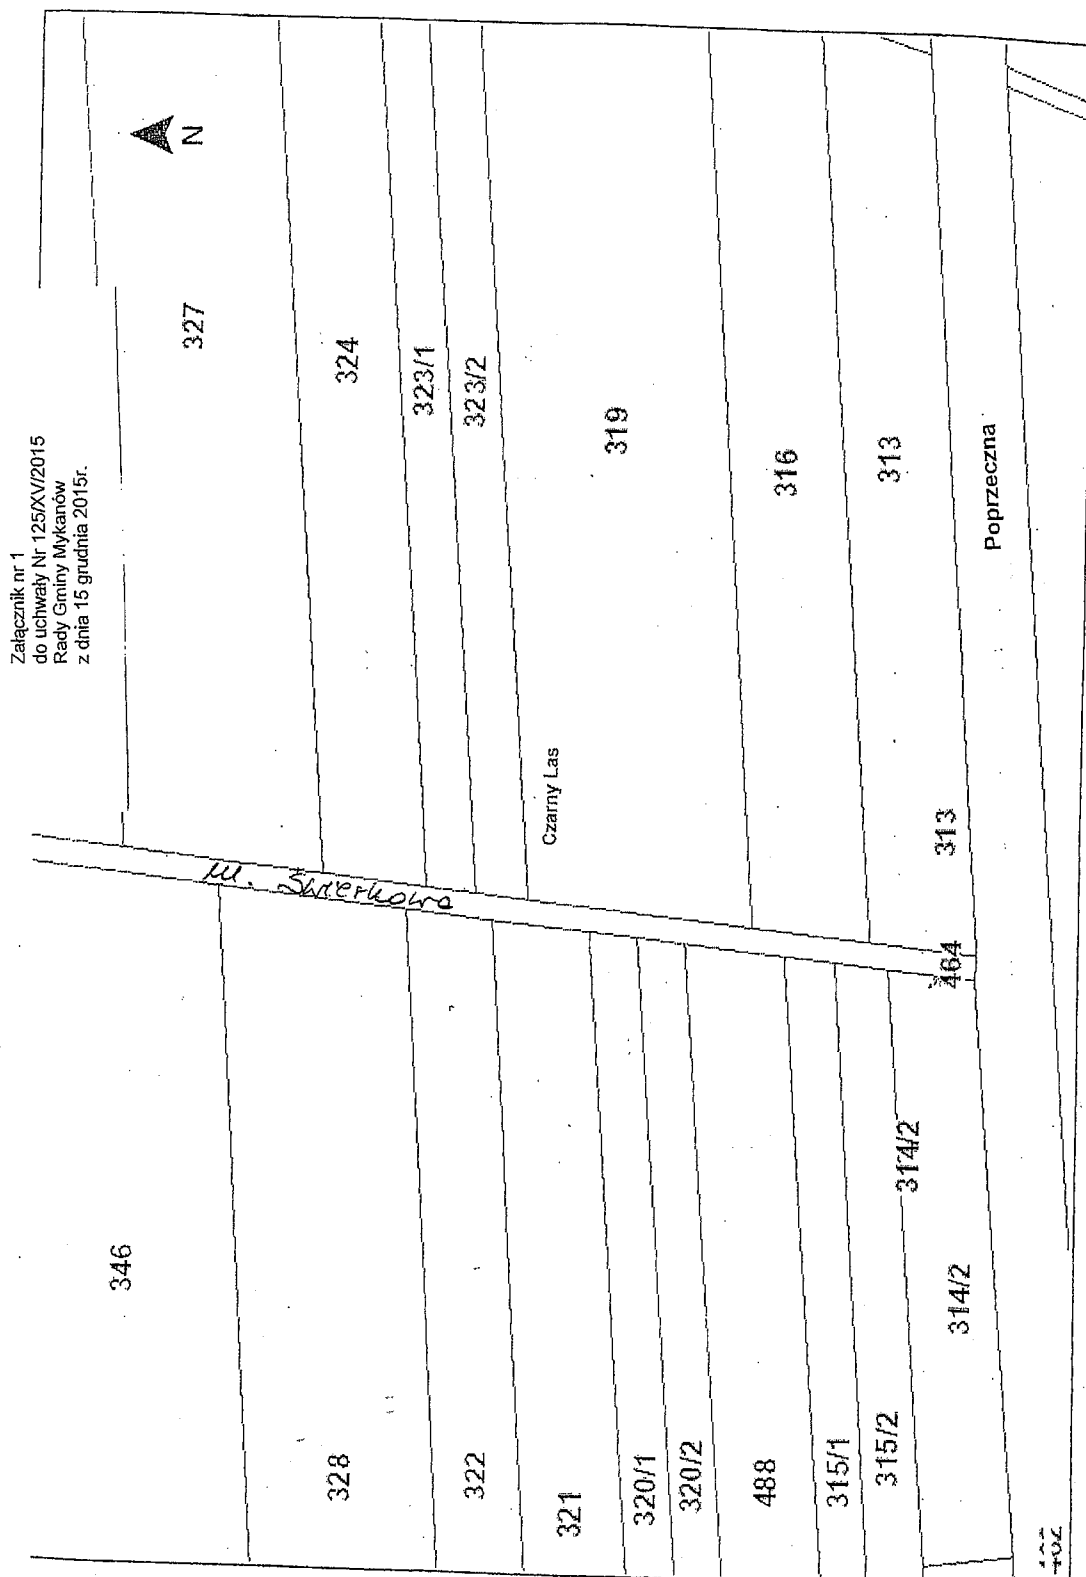 Załącznik nr 1
do uchwały Nr 125/XV/2015
Rady Gminy Mykanów
z dnia 15 grudnia 2015r.
N
327
324
323/1
323/2
319
316
313
Poprzeczna
Czarny Las
313
ul. Świerkowa
464
346
328
322
321
320/1
320/2
488
315/1
315/2
314/2
314/2